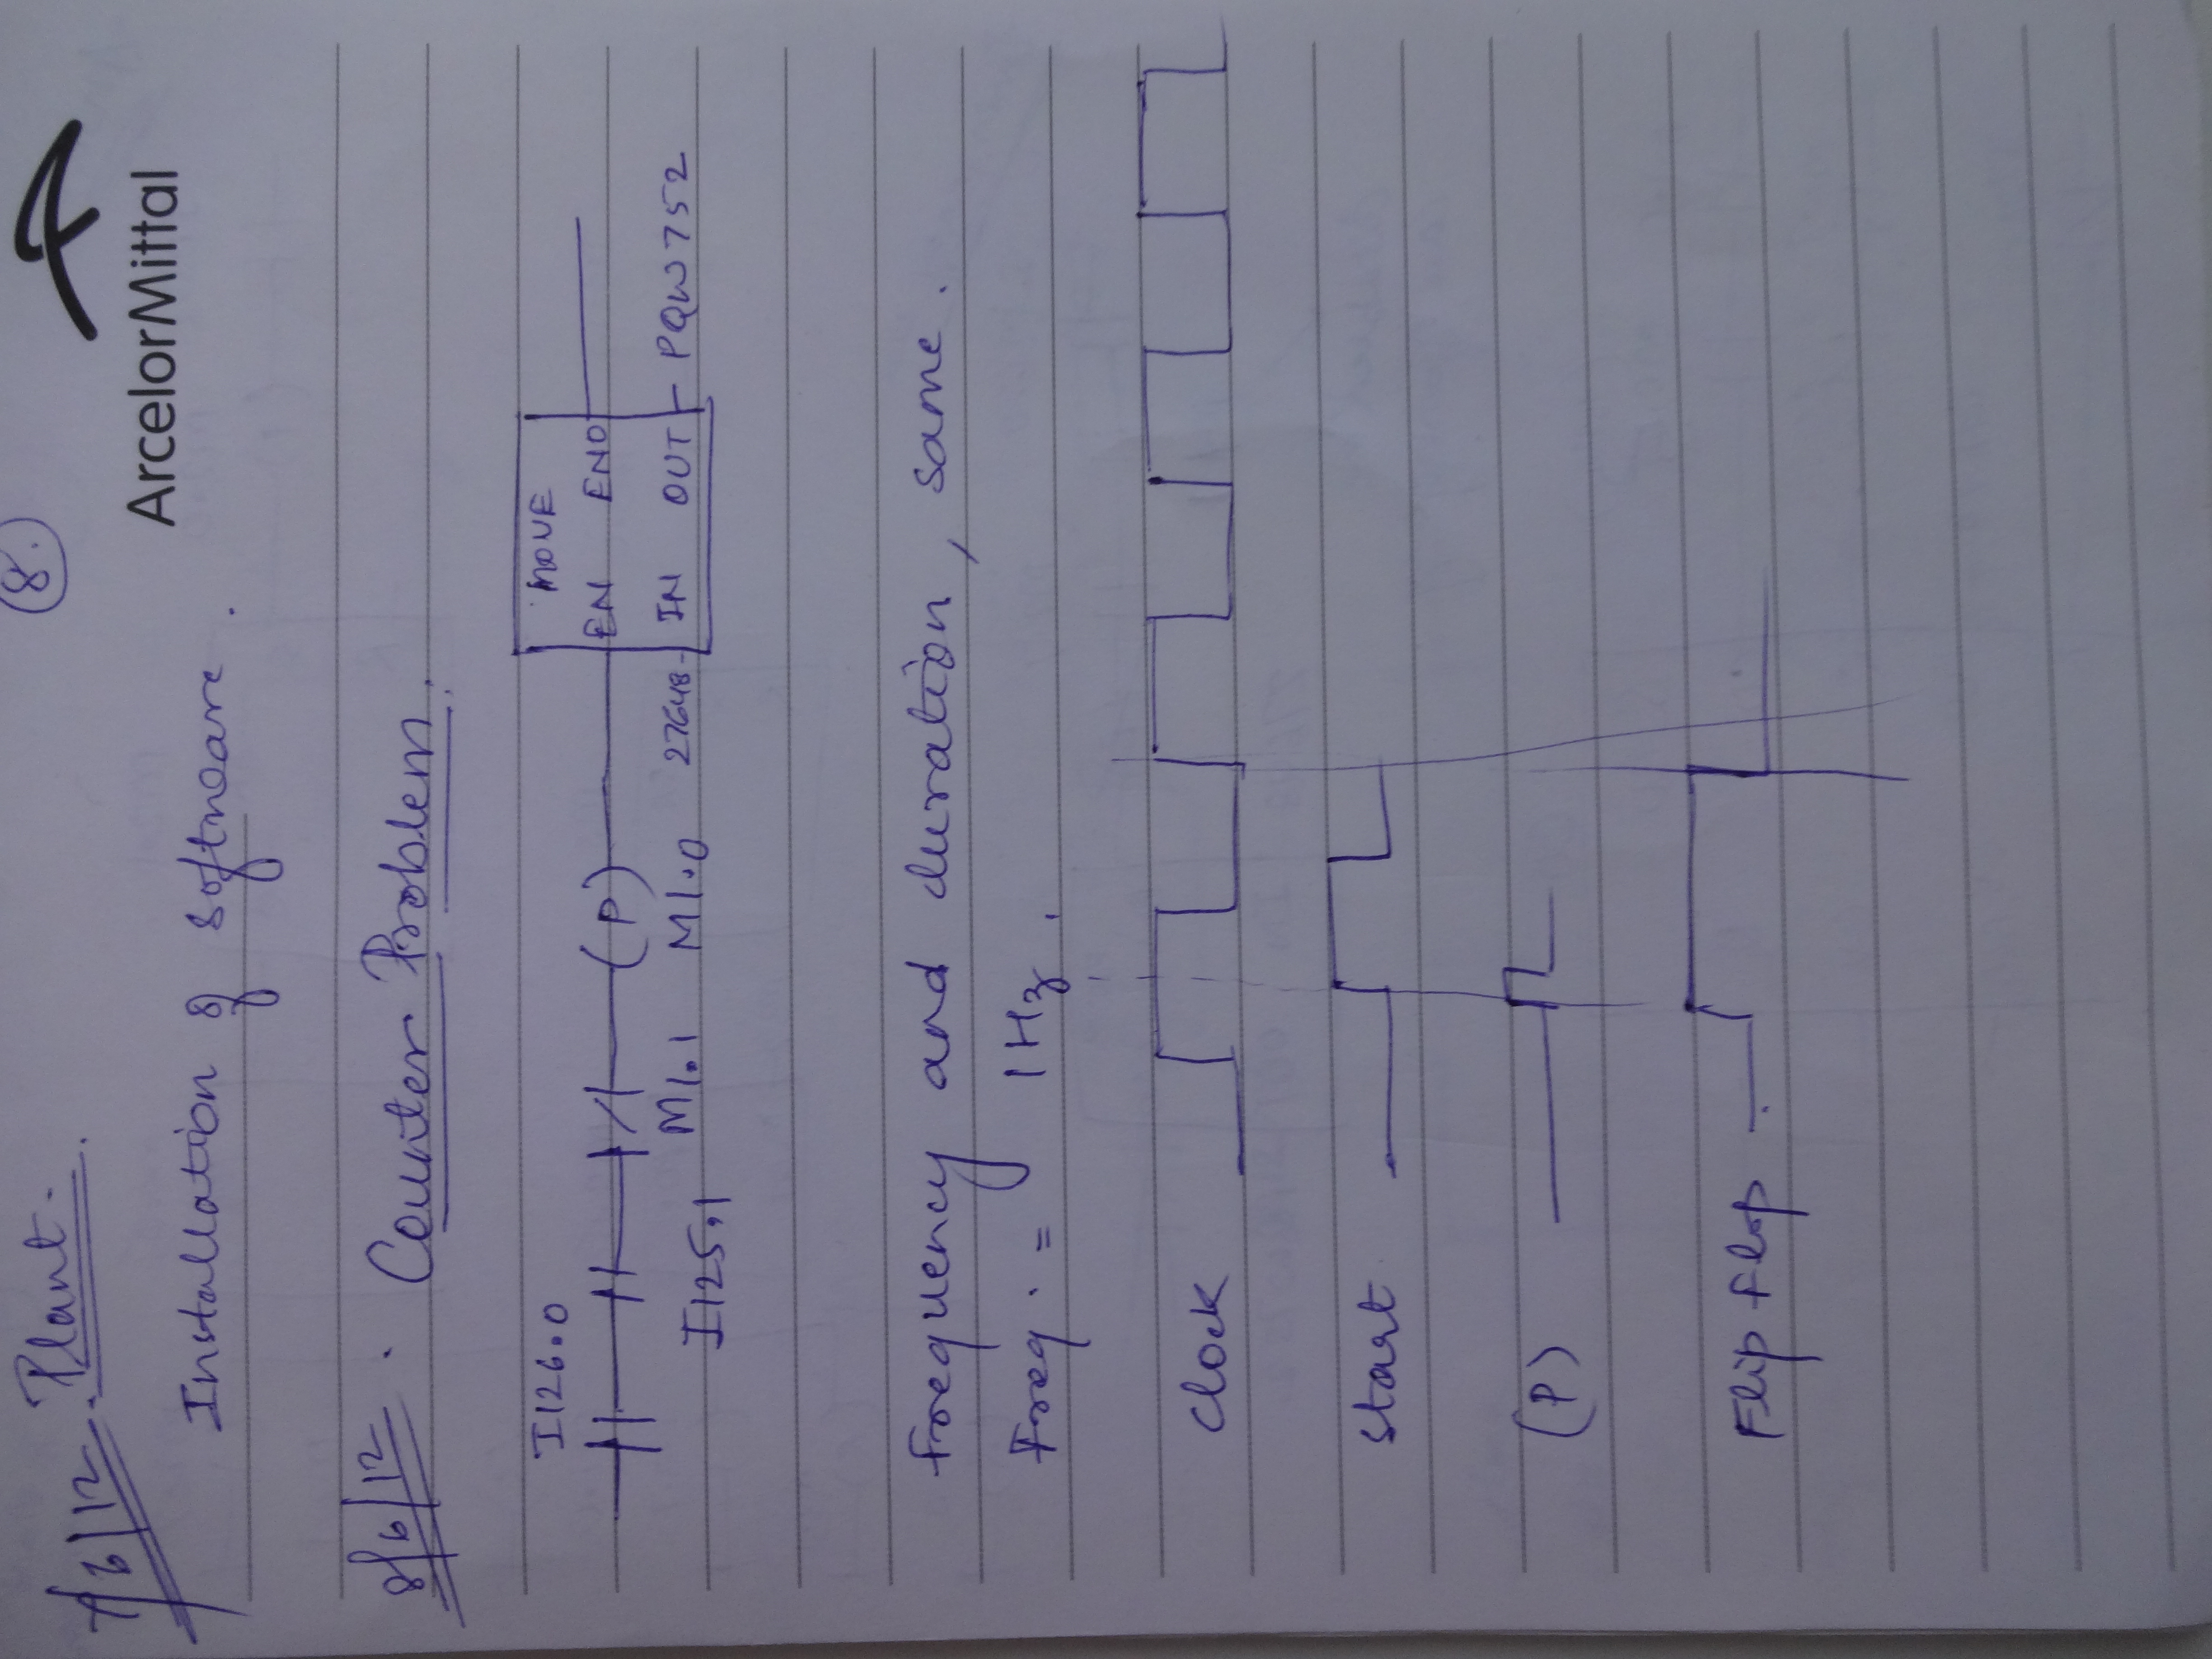 8.
ArcelorMittal
7/6/12. Plant.
Installation of software.
8/6/12. Counter Problem.
MOVE
I126.0
(P) EN ENO
I125.1 M1.1 M1.0 27648 IN OUT PQW752
Frequency and duration, same.
Freq. = 1Hz.
Clock
Start
(P)
Flip Flop